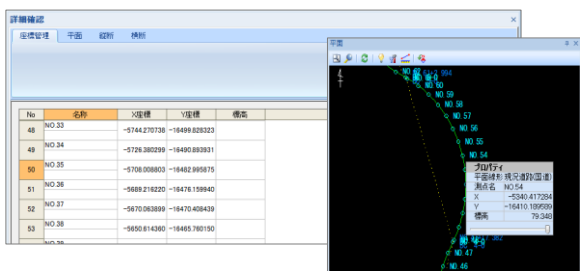 詳細確認
座標管理 平面 縦断 横断
No 名称 X座標 Y座標 標高
48 NO.33 -5744.270738 -16499.828323
49 NO.34 -5726.380299 -16490.883931
50 NO.35 -5708.008803 -16482.995875
51 NO.36 -5689.216220 -16476.159940
52 NO.37 -5670.063899 -16470.408439
53 NO.38 -5650.614360 -16465.760150
平面
NO.60
NO.59
NO.58
NO 57
NO 56
NO 55
NO 54
プロパティ
平面線形 現況道路(国道)
測点名 NO.54
X -5340.417284
Y -16410.189589
標高 79.348
NO 47
NO 46